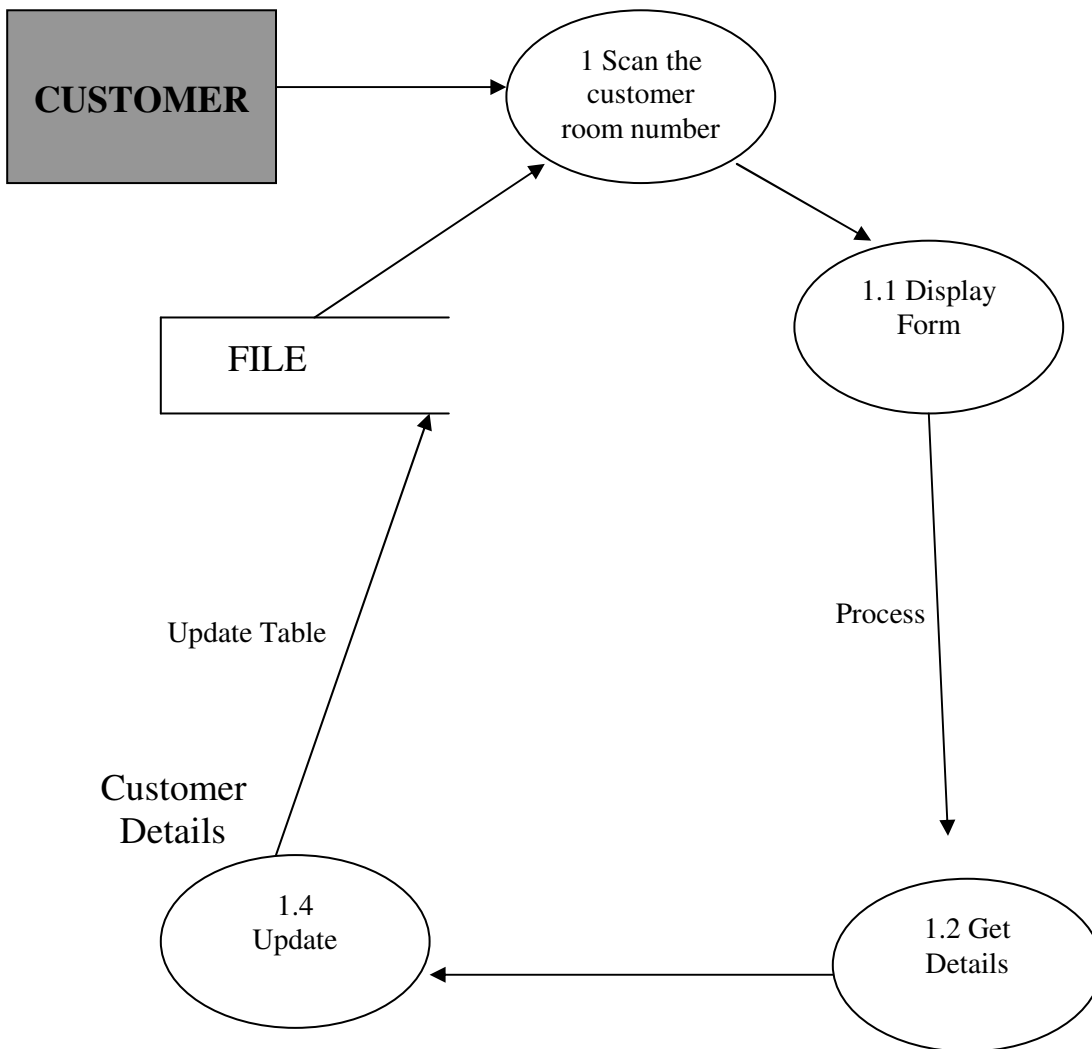 CUSTOMER
1 Scan the
customer
room number
1.1 Display
Form
FILE
Process
Update Table
Customer
Details
1.4
Update
1.2 Get
Details